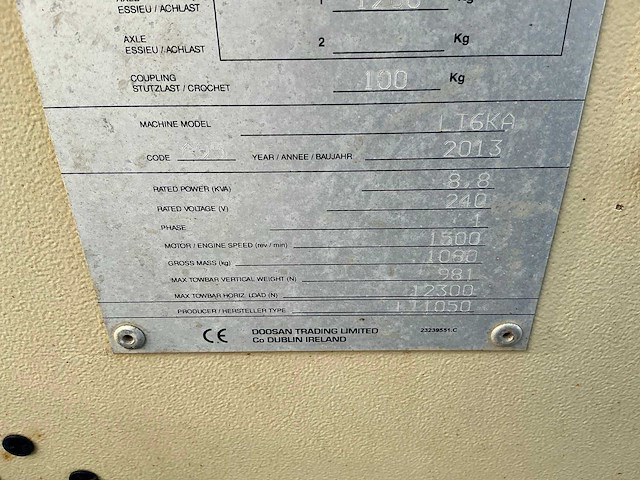 ESSIEU / ACHLAST 1 Kg
AXLE
ESSIEU / ACHLAST 2 Kg
COUPLING
STUTZLAST / CROCHET 100 Kg
MACHINE MODEL LT6KA
CODE YEAR / ANNEE / BAUJAHR 2013
RATED POWER (KVA) 8,8
RATED VOLTAGE (V) 240
PHASE 1
MOTOR / ENGINE SPEED (rev / min) 1500
GROSS MASS (kg)
MAX TOWBAR VERTICAL WEIGHT (N) 981
MAX TOWBAR HORIZ. LOAD (N) 12300
PRODUCER / HERSTELLER TYPE LT1050
CE DOOSAN TRADING LIMITED 23239551.C
Co DUBLIN IRELAND